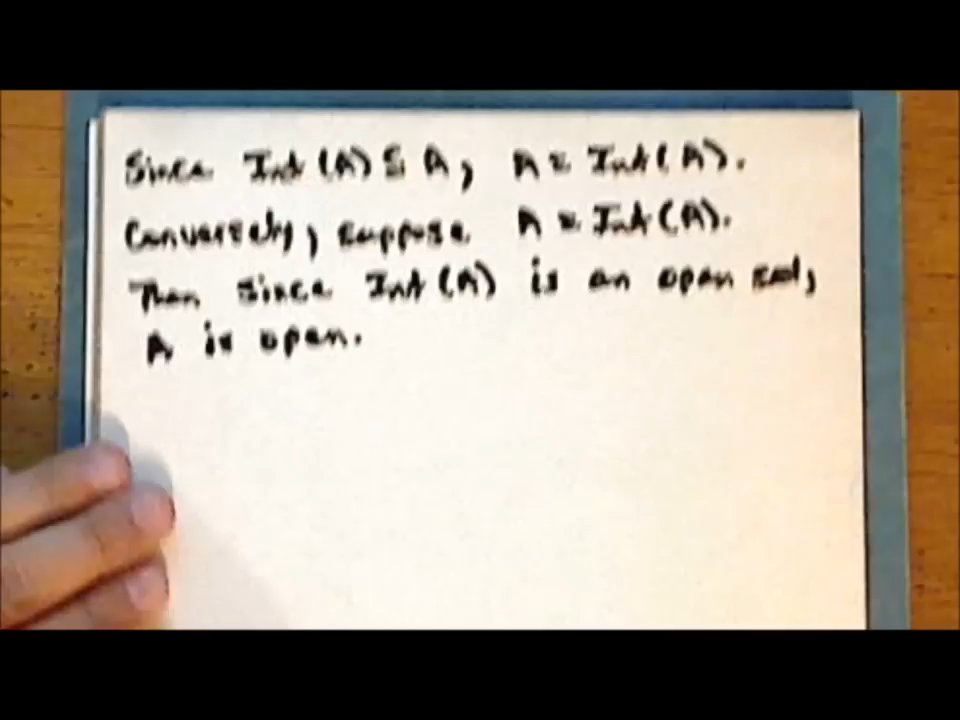 Since Int(A) ⊆ A, A = Int(A).
Conversely, suppose A = Int(A).
Then since Int(A) is an open set,
A is open.